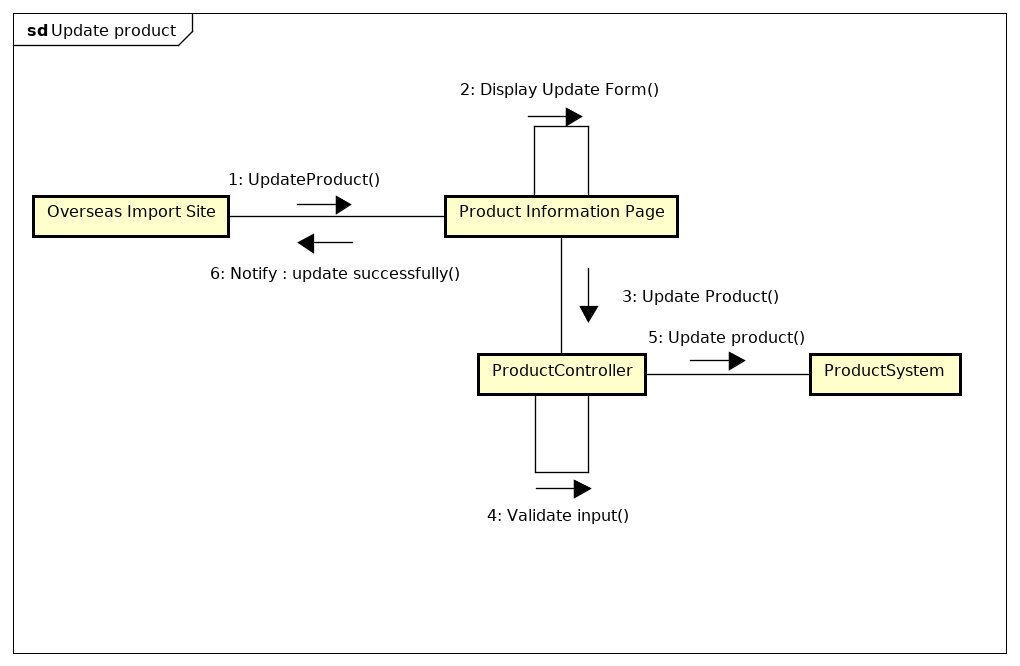 sd Update product
2: Display Update Form()
1: UpdateProduct()
Overseas Import Site
Product Information Page
6: Notify : update successfully()
3: Update Product()
5: Update product()
ProductController
ProductSystem
4: Validate input()